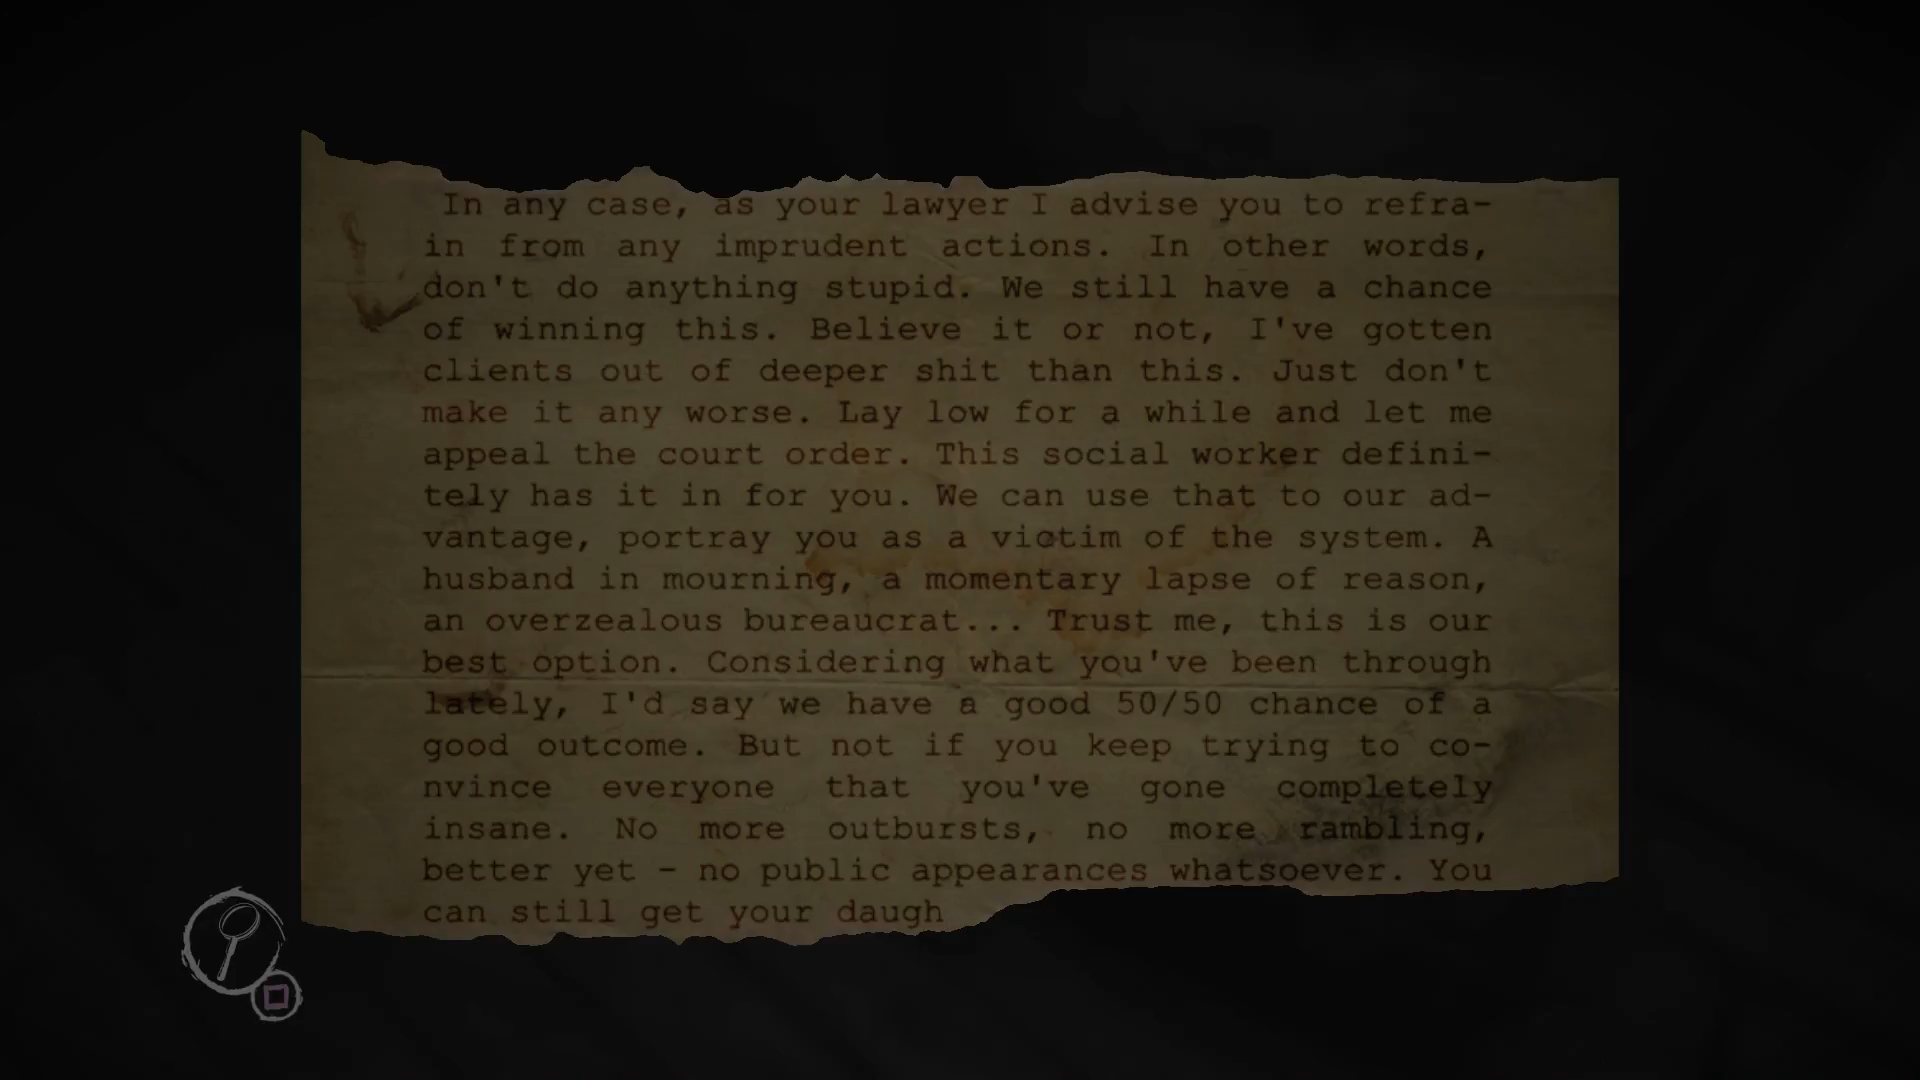 In any case, as your lawyer I advise you to refra-
in from any imprudent actions. In other words,
don't do anything stupid. We still have a chance
of winning this. Believe it or not, I've gotten
clients out of deeper shit than this. Just don't
make it any worse. Lay low for a while and let me
appeal the court order. This social worker defini-
tely has it in for you. We can use that to our ad-
vantage, portray you as a victim of the system. A
husband in mourning, a momentary lapse of reason,
an overzealous bureaucrat... Trust me, this is our
best option. Considering what you've been through
lately, I'd say we have a good 50/50 chance of a
good outcome. But not if you keep trying to co-
nvince everyone that you've gone completely
insane. No more outbursts, no more rambling,
better yet - no public appearances whatsoever. You
can still get your daugh